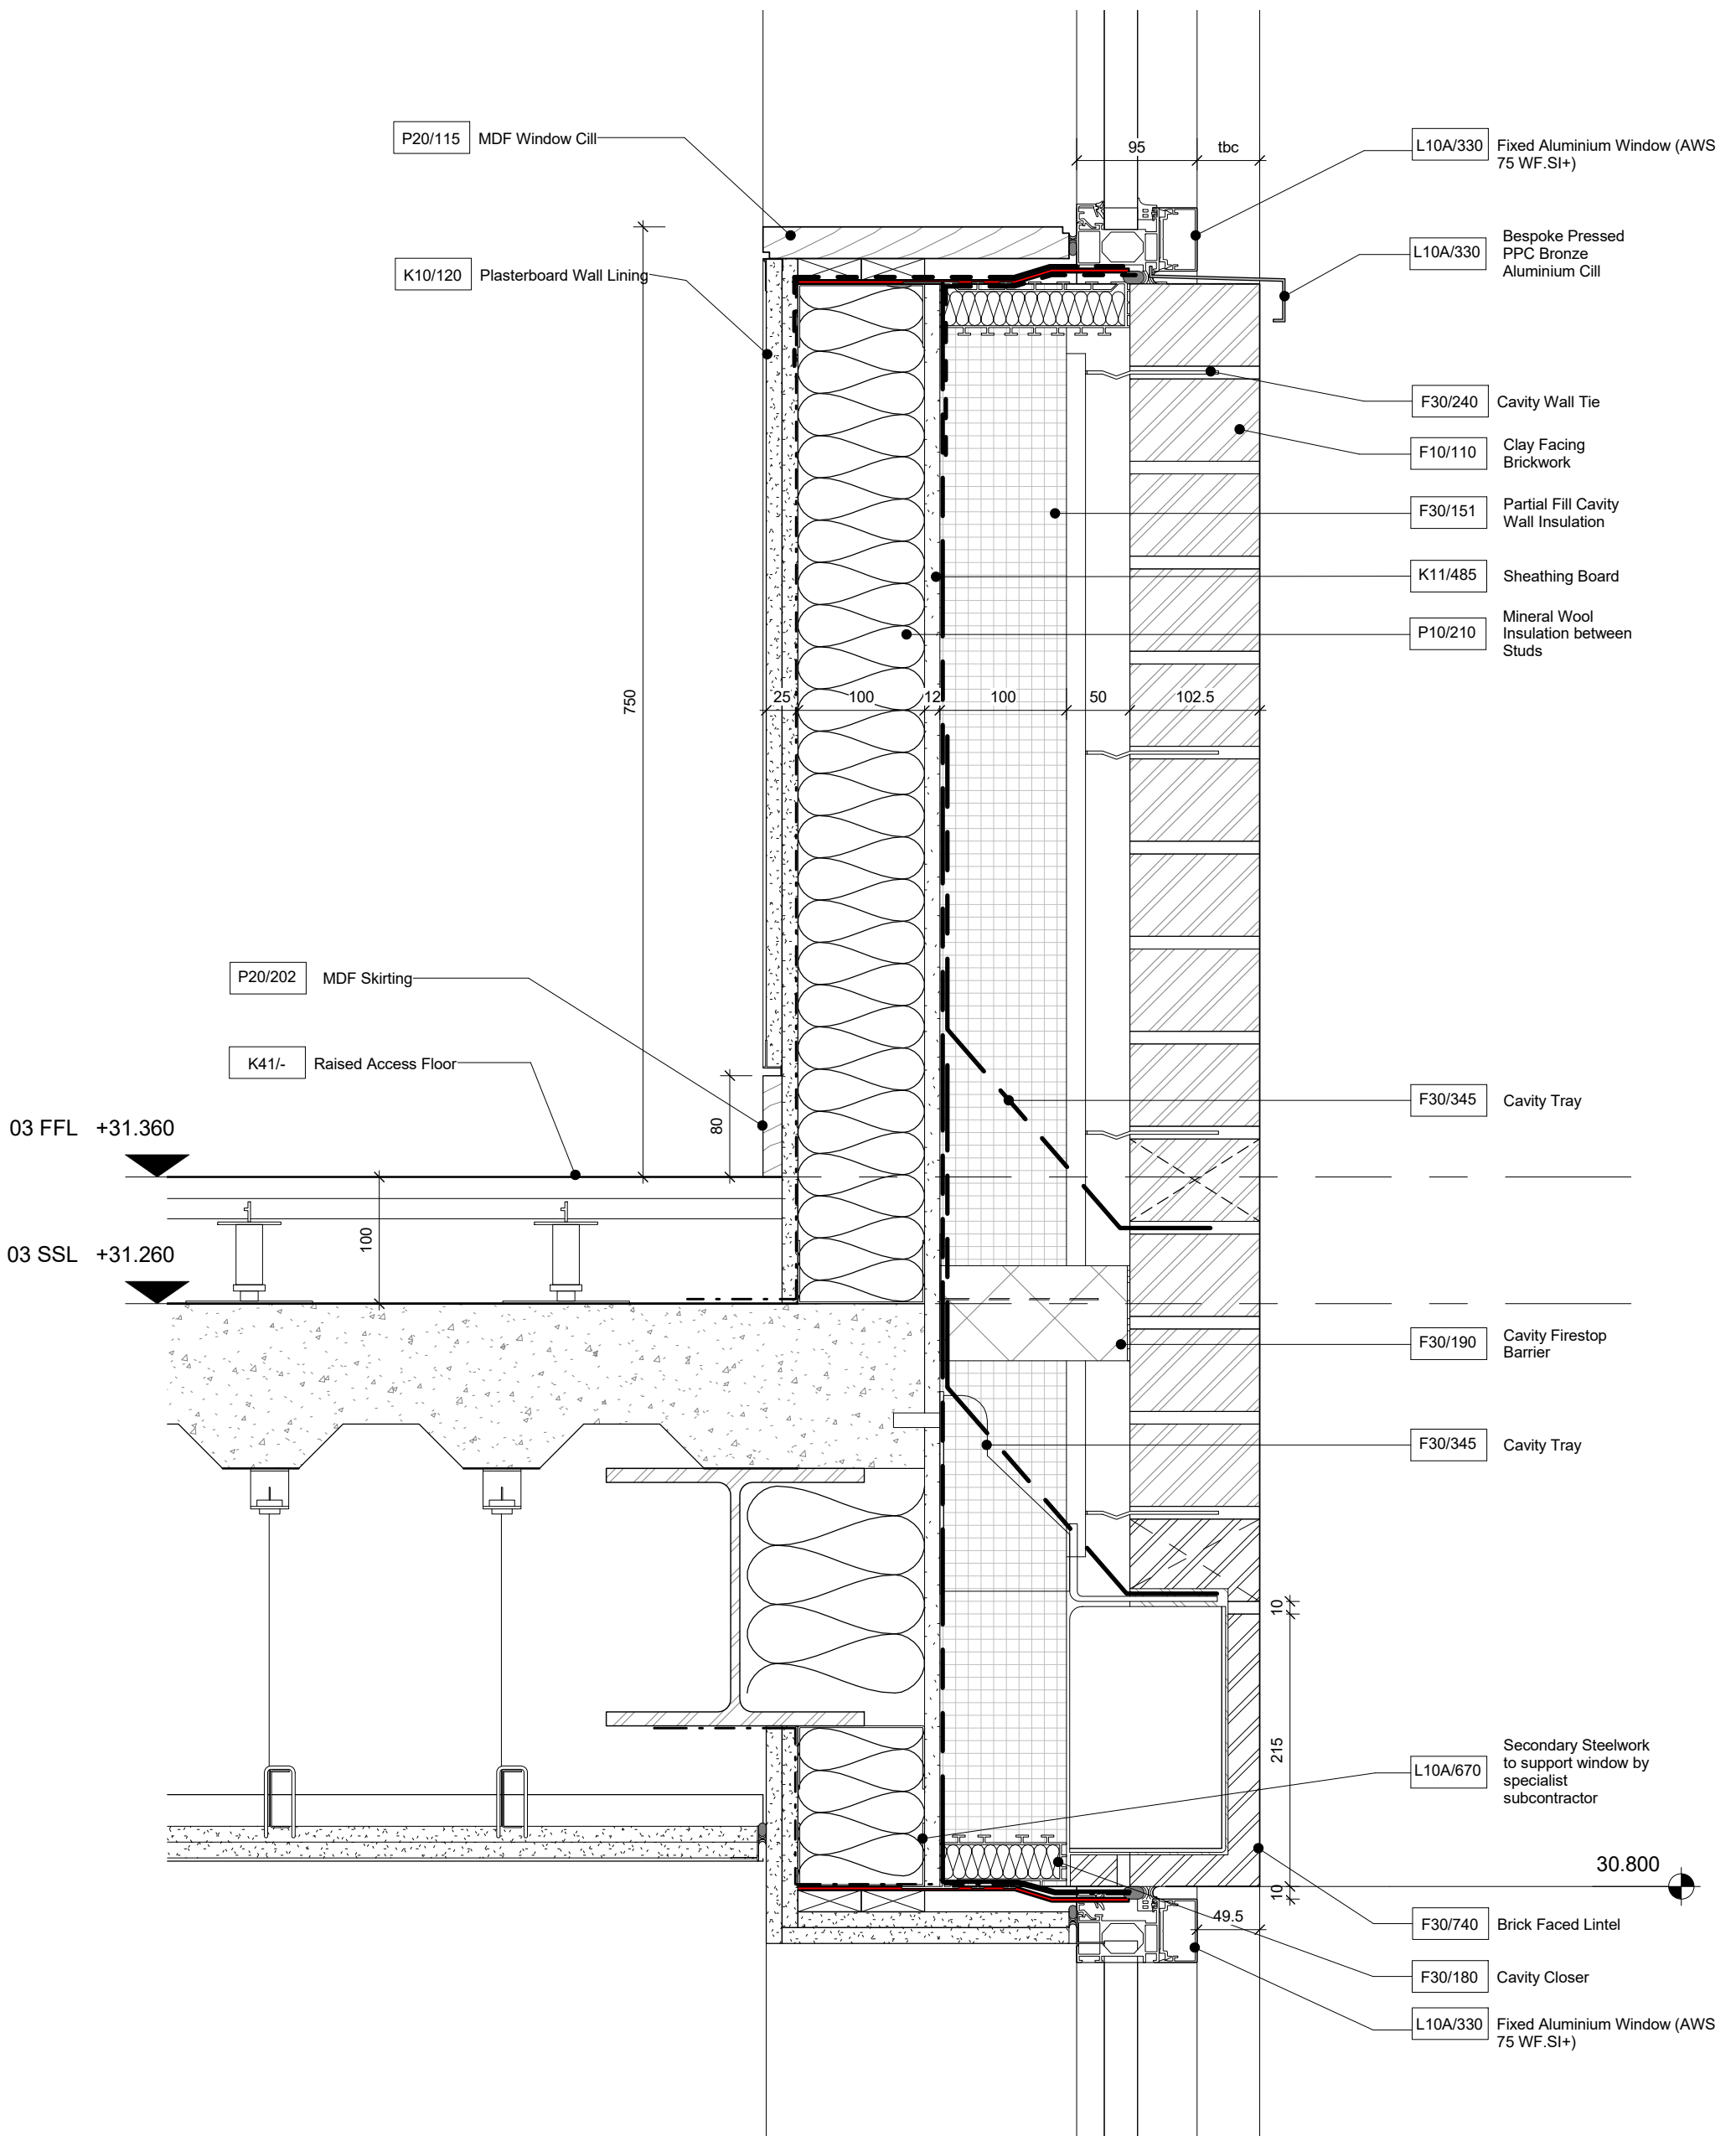 P20/115 MDF Window Cill
K10/120 Plasterboard Wall Lining
95
tbc
L10A/330 Fixed Aluminium Window (AWS
75 WF.SI+)
L10A/330 Bespoke Pressed
PPC Bronze
Aluminium Cill
F30/240 Cavity Wall Tie
F10/110 Clay Facing
Brickwork
F30/151 Partial Fill Cavity
Wall Insulation
K11/485 Sheathing Board
P10/210 Mineral Wool
Insulation between
Studs
750
25
100
12
100
50
102.5
P20/202 MDF Skirting
K41/- Raised Access Floor
80
03 FFL +31.360
100
03 SSL +31.260
F30/345 Cavity Tray
F30/190 Cavity Firestop
Barrier
F30/345 Cavity Tray
10
215
L10A/670 Secondary Steelwork
to support window by
specialist
subcontractor
30.800
10
49.5
F30/740 Brick Faced Lintel
F30/180 Cavity Closer
L10A/330 Fixed Aluminium Window (AWS
75 WF.SI+)